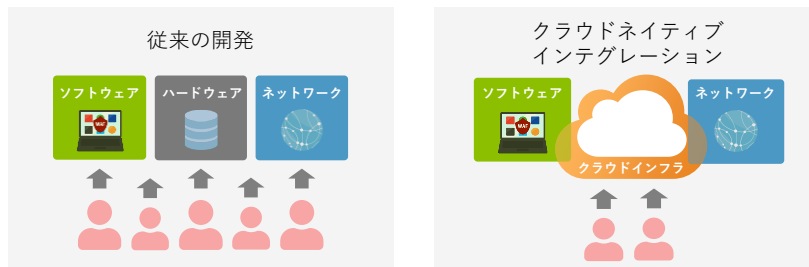 従来の開発
ソフトウェア
ハードウェア
ネットワーク
WAF
クラウドネイティブ
インテグレーション
ソフトウェア
ネットワーク
WAF
クラウドインフラ